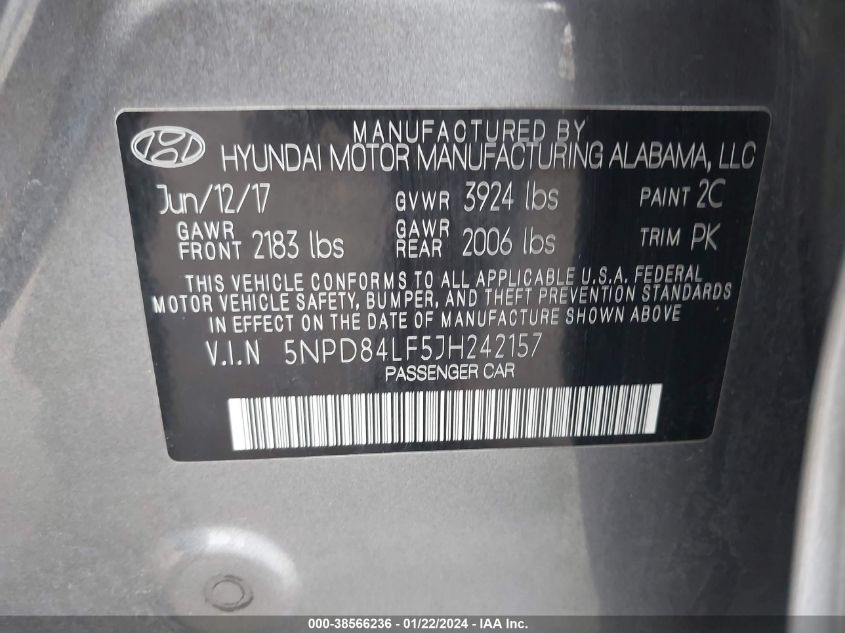 MANUFACTURED BY
HYUNDAI MOTOR MANUFACTURING ALABAMA, LLC
Jun/12/17 GVWR 3924 lbs PAINT 2C
GAWR FRONT 2183 lbs GAWR REAR 2006 lbs TRIM PK
THIS VEHICLE CONFORMS TO ALL APPLICABLE U.S.A. FEDERAL
MOTOR VEHICLE SAFETY, BUMPER, AND THEFT PREVENTION STANDARDS
IN EFFECT ON THE DATE OF MANUFACTURE SHOWN ABOVE.
V.I.N 5NPD84LF5JH242157
PASSENGER CAR
000-38566236 - 01/22/2024 - IAA Inc.